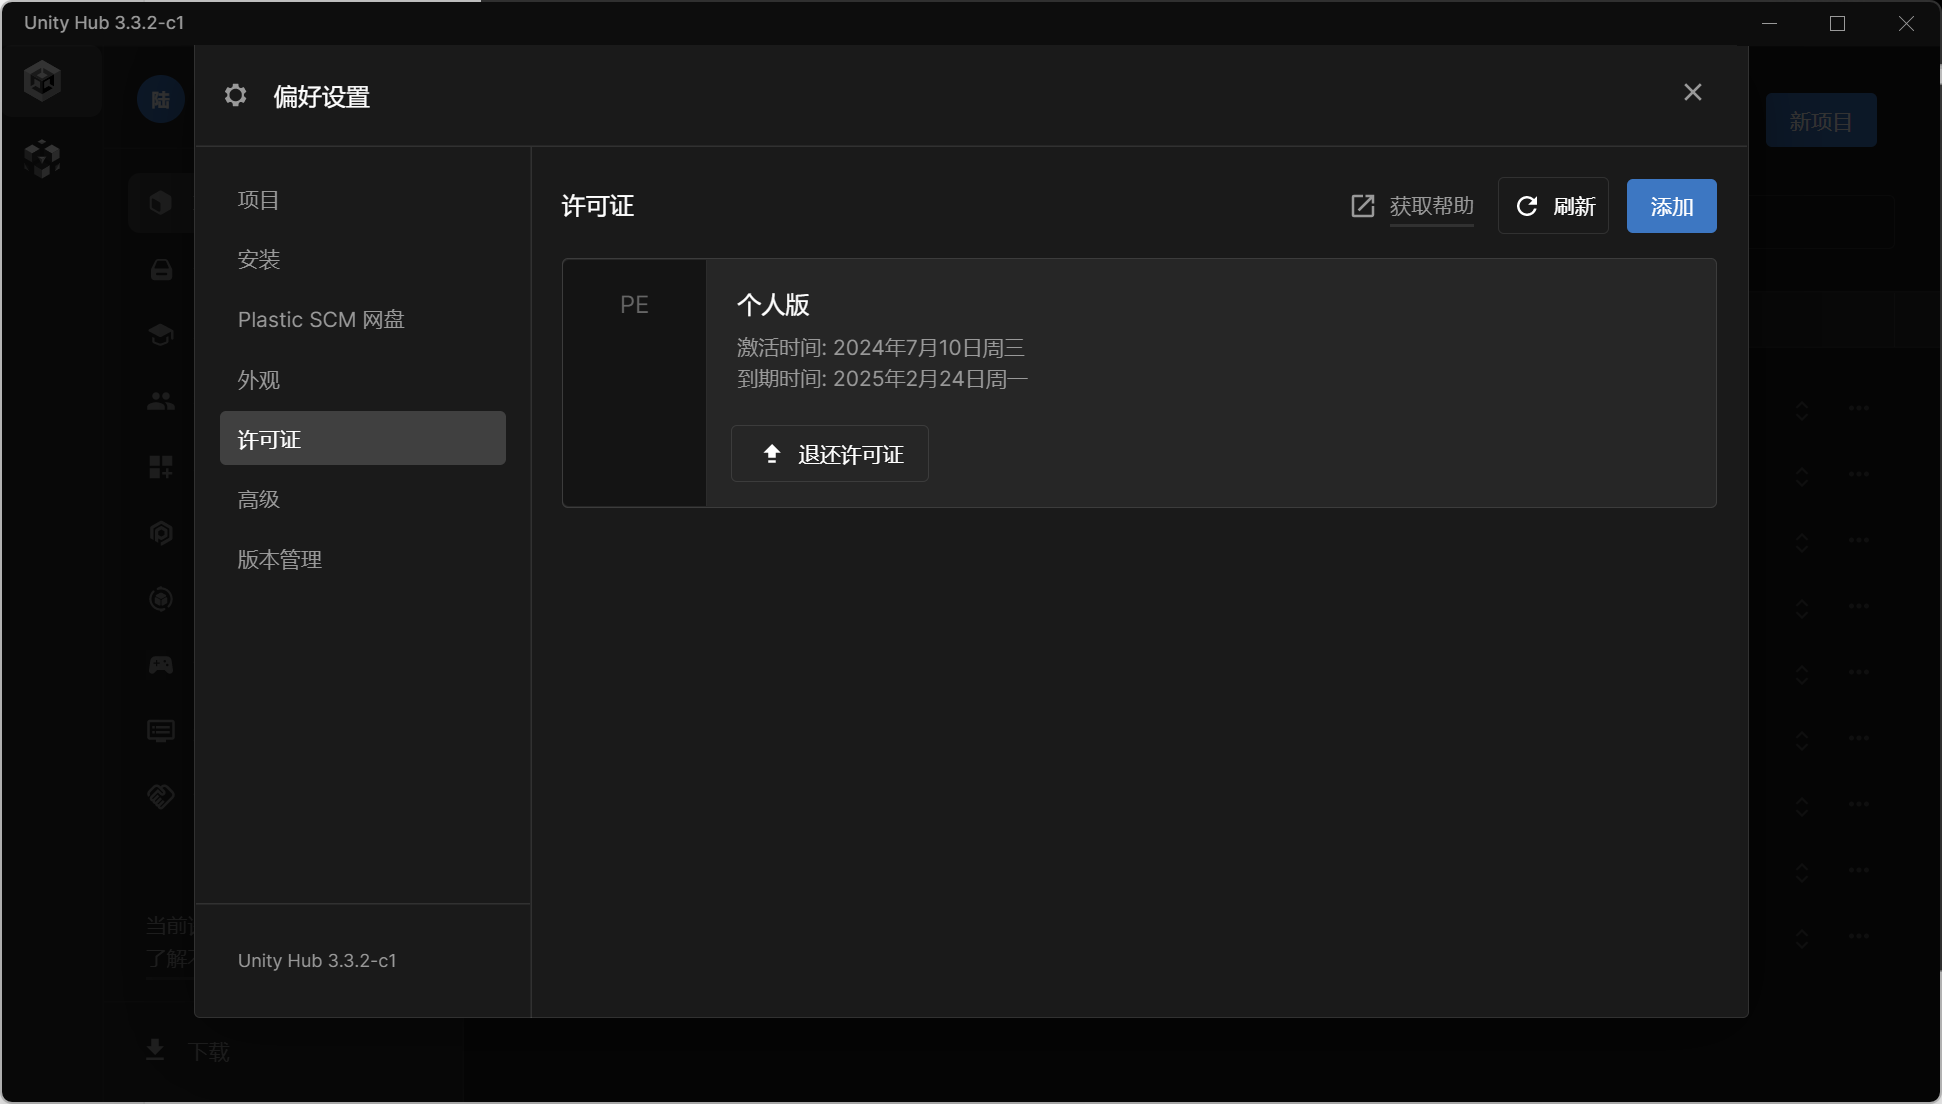 Unity Hub 3.3.2-c1
陆
偏好设置
新项目
项目
安装
Plastic SCM 网盘
外观
许可证
高级
版本管理
Unity Hub 3.3.2-c1
许可证
获取帮助
刷新
添加
PE
个人版
激活时间: 2024年7月10日周三
到期时间: 2025年2月24日周一
退还许可证
当前
了解
下载